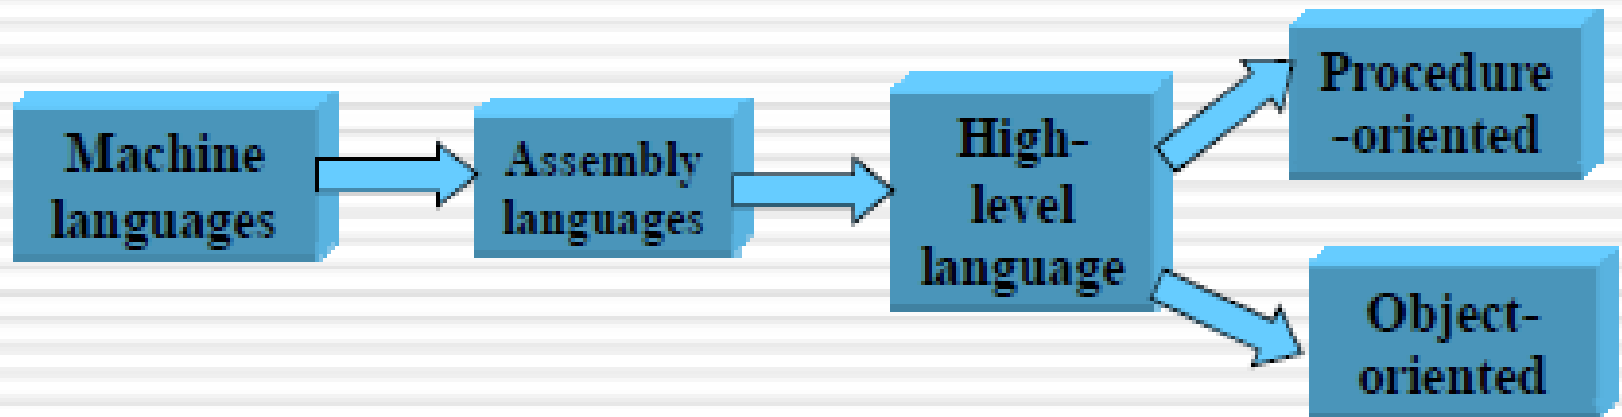 Machine
languages
Assembly
languages
High-
level
language
Procedure
-oriented
Object-
oriented